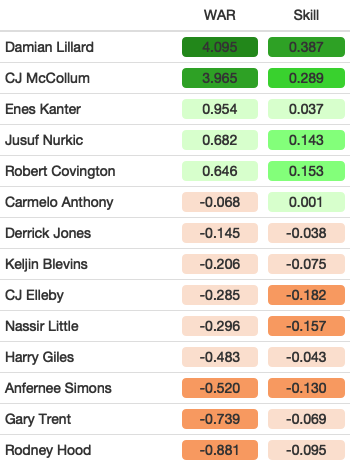 WAR Skill
Damian Lillard 4.095 0.387
CJ McCollum 3.965 0.289
Enes Kanter 0.954 0.037
Jusuf Nurkic 0.682 0.143
Robert Covington 0.646 0.153
Carmelo Anthony -0.068 0.001
Derrick Jones -0.145 -0.038
Keljin Blevins -0.206 -0.075
CJ Elleby -0.285 -0.182
Nassir Little -0.296 -0.157
Harry Giles -0.483 -0.043
Anfernee Simons -0.520 -0.130
Gary Trent -0.739 -0.069
Rodney Hood -0.881 -0.095